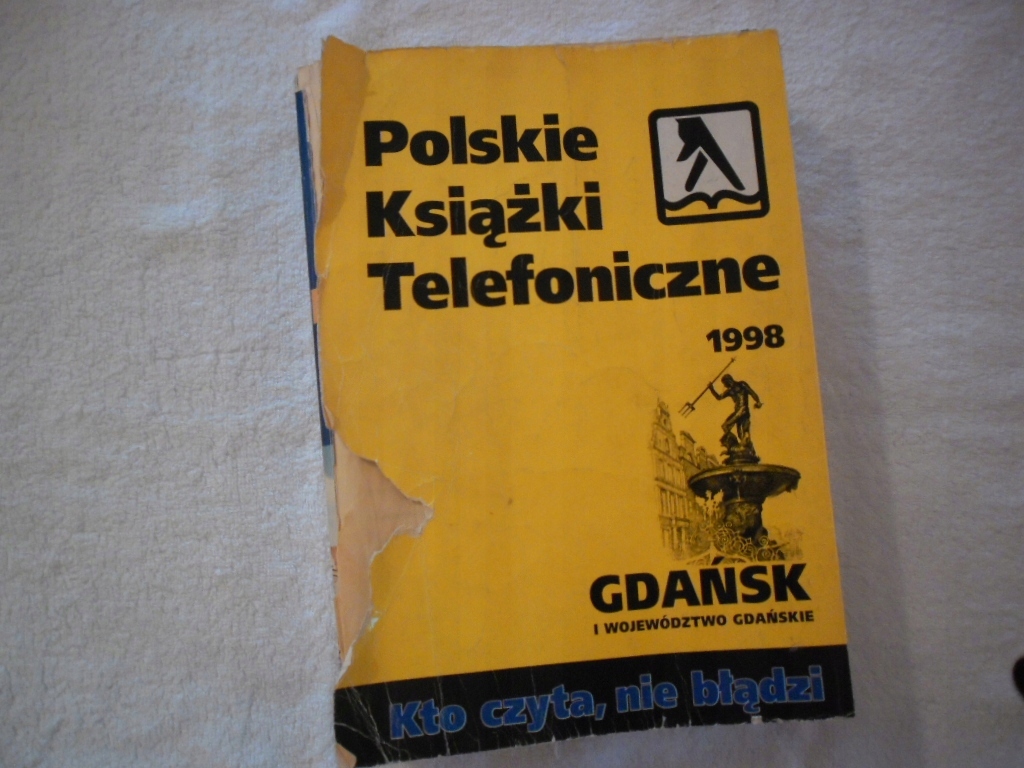 Polskie
Książki
Telefoniczne
1998
GDAŃSK
I WOJEWÓDZTWO GDAŃSKIE
Kto czyta, nie błądzi